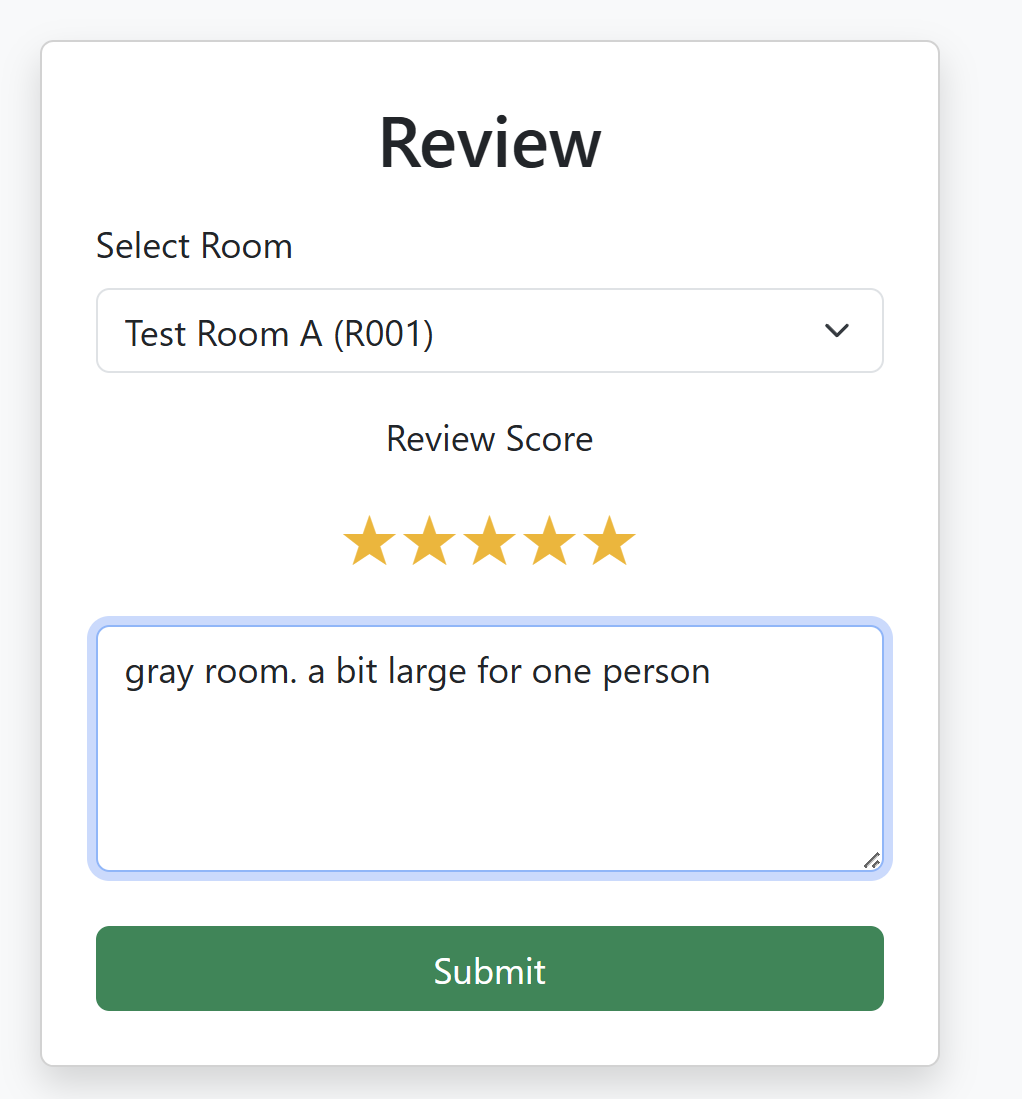 Review
Select Room
Test Room A (R001)
Review Score
gray room. a bit large for one person
Submit